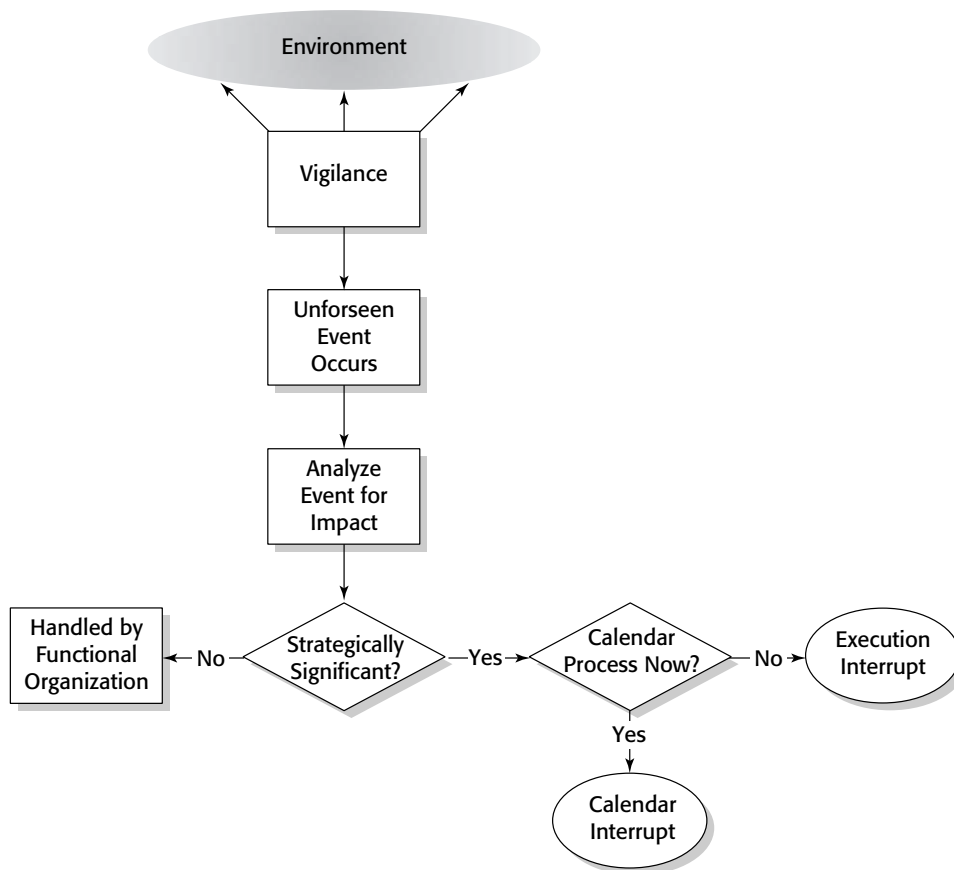 Environment
Vigilance
Unforseen
Event
Occurs
Analyze
Event for
Impact
Handled by
Functional
Organization
No
Strategically
Significant?
Yes
Calendar
Process Now?
No
Execution
Interrupt
Yes
Calendar
Interrupt